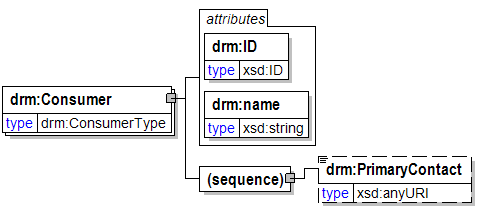 attributes
drm:ID
type xsd:ID
drm:name
type xsd:string
drm:Consumer
type drm:ConsumerType
(sequence)
drm:PrimaryContact
type xsd:anyURI